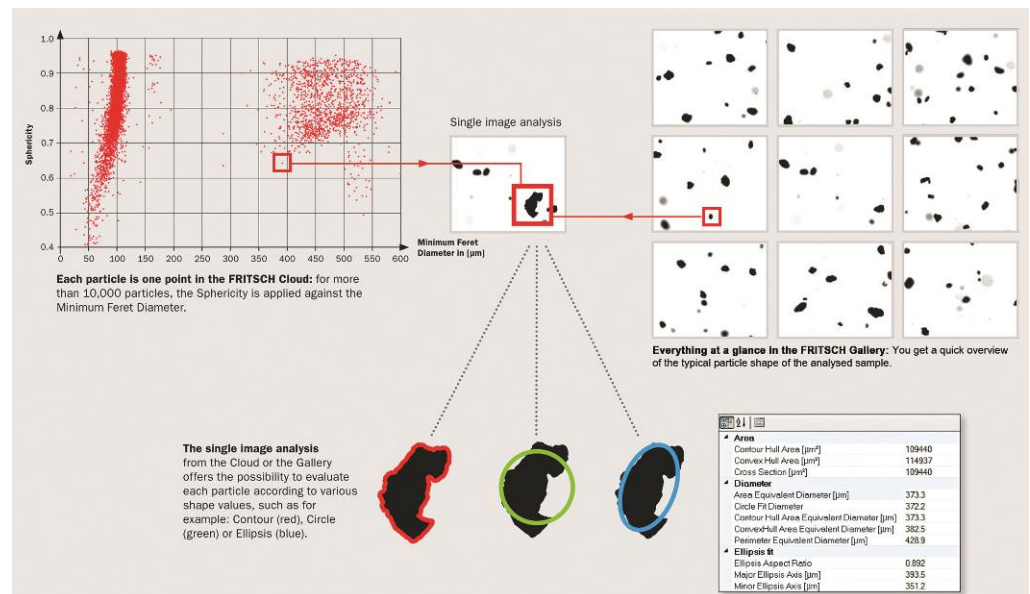 1.0
0.9
0.8
0.7
0.6
0.5
0.4
Sphericity
0 50 100 150 200 250 300 350 400 450 500 550 600
Minimum Feret
Diameter in [µm]
Each particle is one point in the FRITSCH Cloud: for more
than 10,000 particles, the Sphericity is applied against the
Minimum Feret Diameter.
Single image analysis
Everything at a glance in the FRITSCH Gallery: You get a quick overview
of the typical particle shape of the analysed sample.
The single image analysis
from the Cloud or the Gallery
offers the possibility to evaluate
each particle according to various
shape values, such as for
example: Contour (red), Circle
(green) or Ellipsis (blue).
Area
Contour Hull Area [µm²] 109440
Convex Hull Area [µm²] 114937
Cross Section [µm²] 109440
Diameter
Area Equivalent Diameter [µm] 373.3
Circle Fit Diameter 372.2
Contour Hull Area Equivalent Diameter [µm] 373.3
ConvexHull Area Equivalent Diameter [µm] 382.5
Perimeter Equivalent Diameter [µm] 428.9
Ellipsis fit
Ellipsis Aspect Ratio 0.892
Major Ellipsis Axis [µm] 393.5
Minor Ellipsis Axis [µm] 351.2